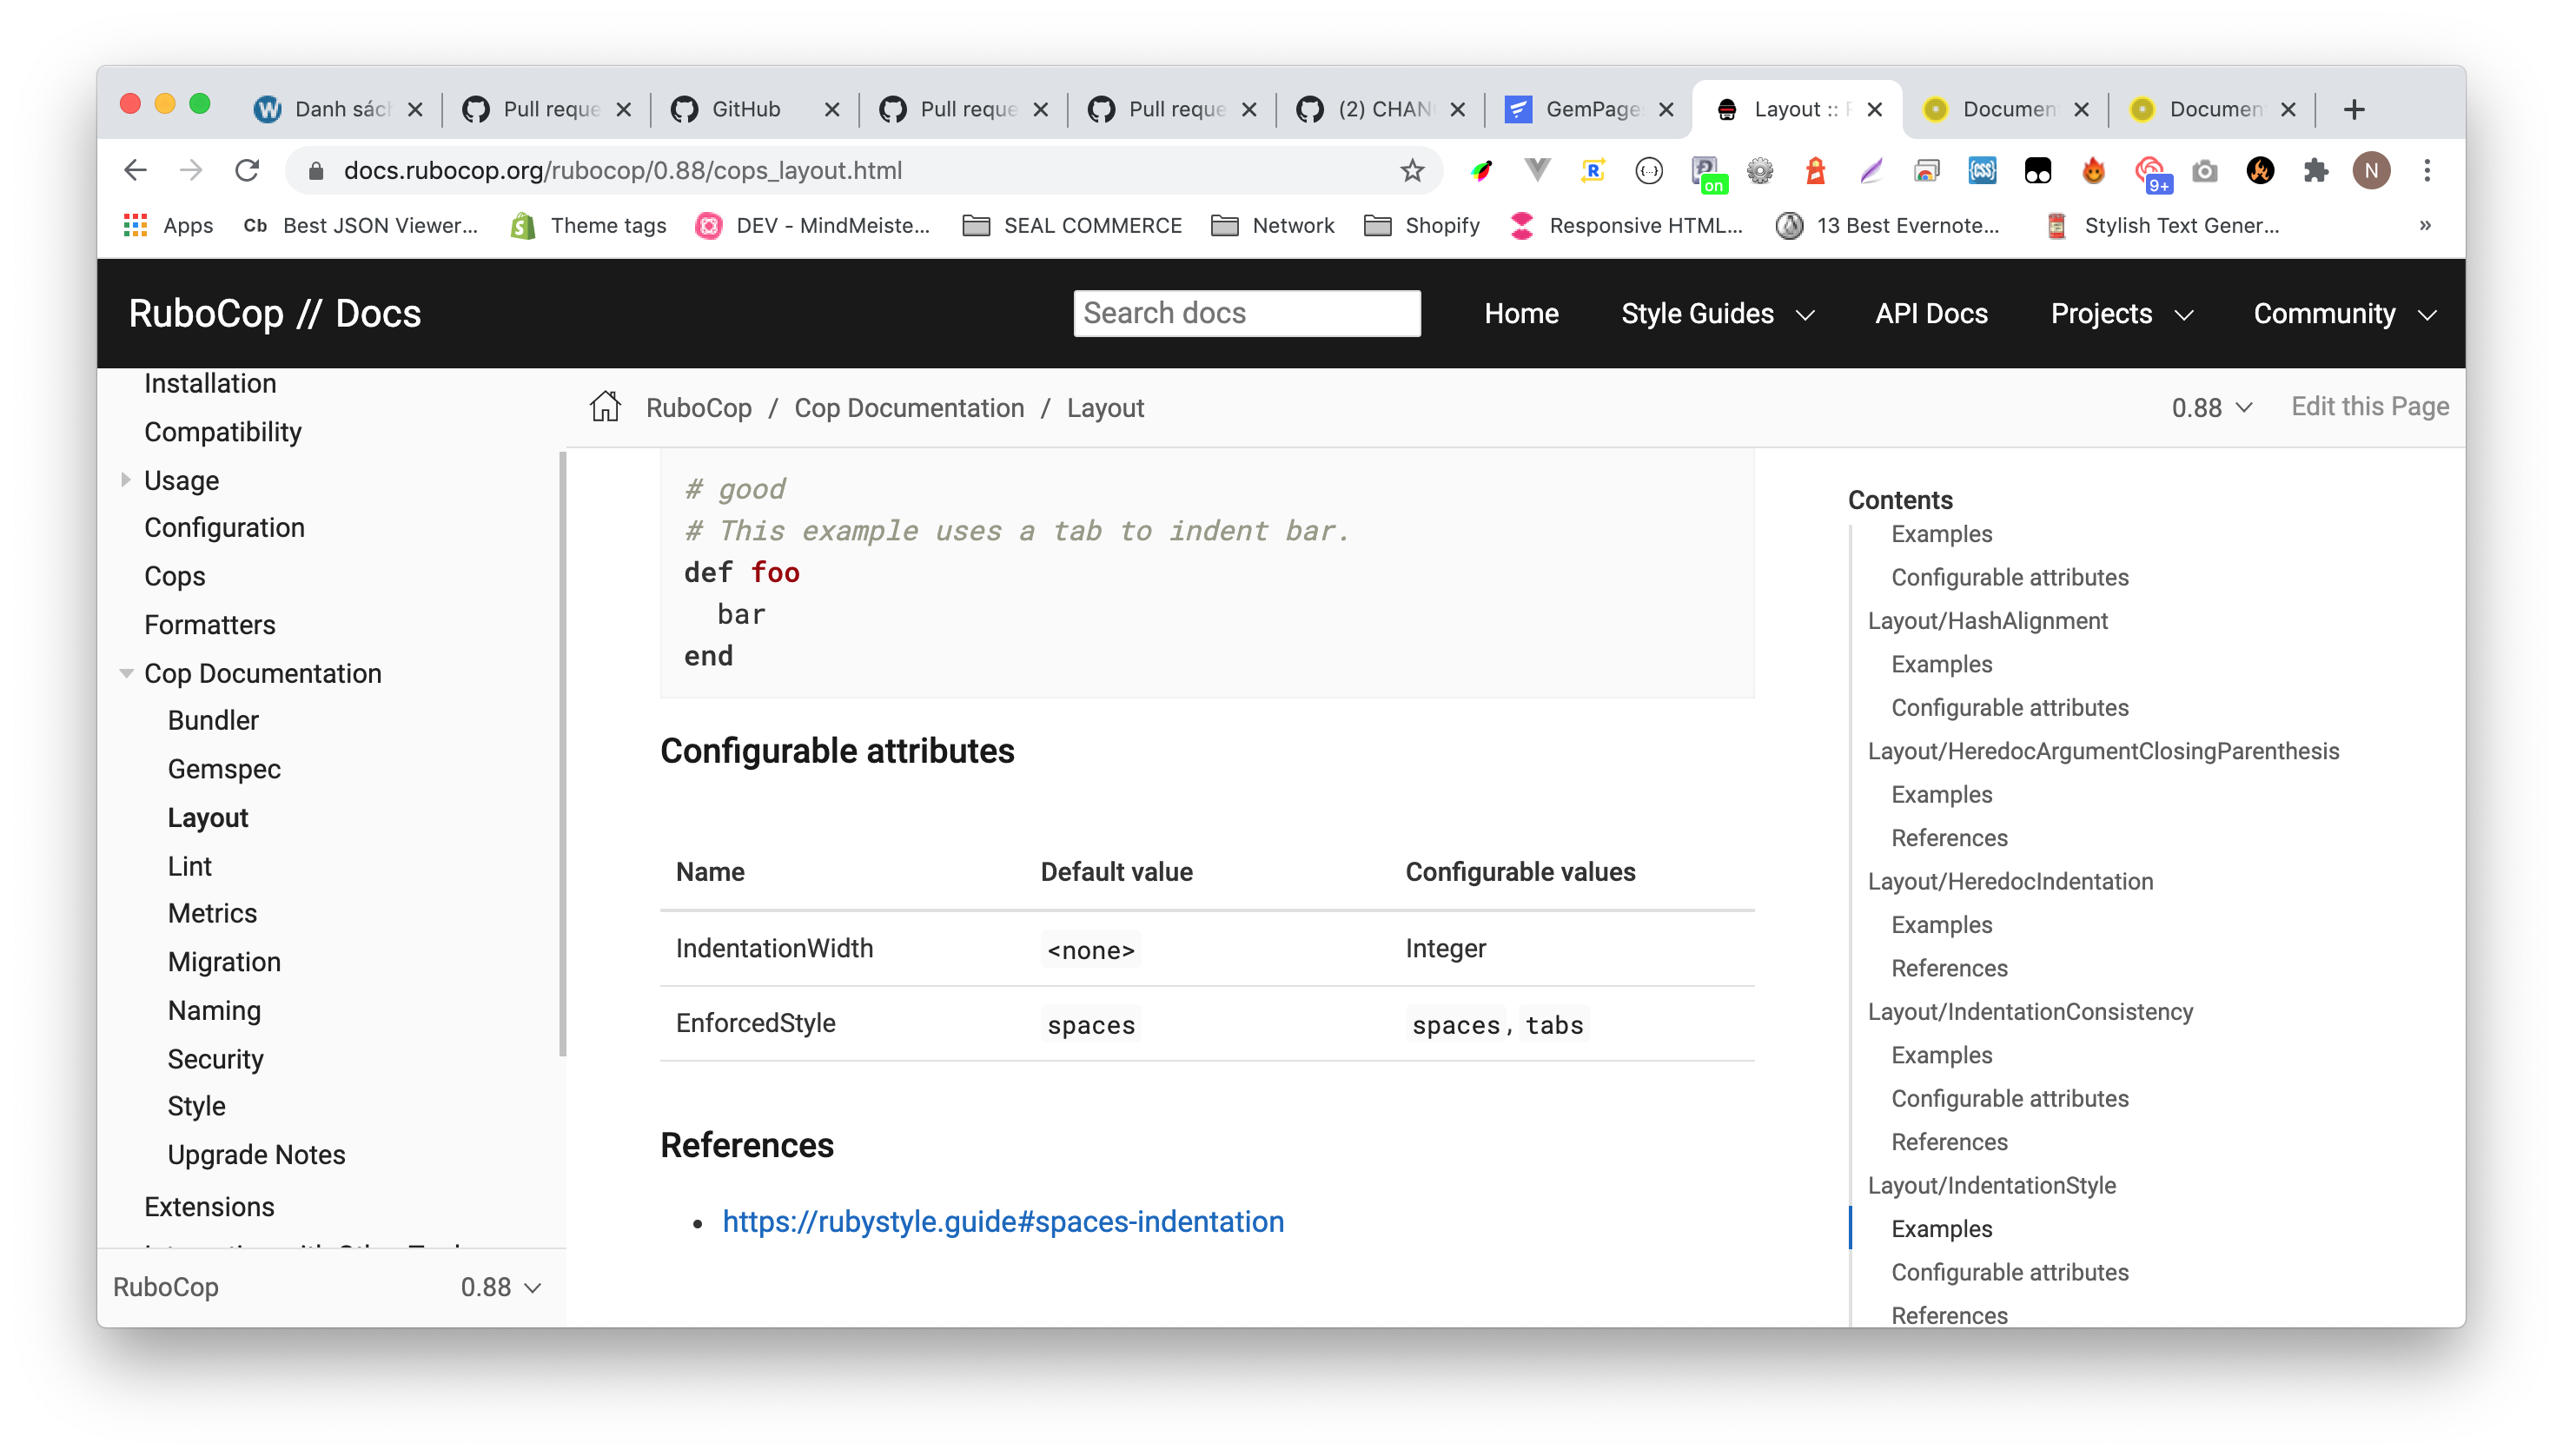 Danh sácl
Pull reque
GitHub
Pull reque
Pull reque
(2) CHAN
GemPage
Layout ::
Documen
Documen
docs.rubocop.org/rubocop/0.88/cops_layout.html
on
9+
N
Apps
Cb Best JSON Viewer...
Theme tags
DEV - MindMeiste...
SEAL COMMERCE
Network
Shopify
Responsive HTML...
13 Best Evernote...
Stylish Text Gener...
»
RuboCop // Docs
Search docs
Home
Style Guides
API Docs
Projects
Community
Installation
Compatibility
Usage
Configuration
Cops
Formatters
Cop Documentation
Bundler
Gemspec
Layout
Lint
Metrics
Migration
Naming
Security
Style
Upgrade Notes
Extensions
RuboCop 0.88
RuboCop / Cop Documentation / Layout
0.88
Edit this Page
# good
# This example uses a tab to indent bar.
def foo
  bar
end
Configurable attributes
Name Default value Configurable values
IndentationWidth <none> Integer
EnforcedStyle spaces spaces, tabs
References
• https://rubystyle.guide#spaces-indentation
Contents
Examples
Configurable attributes
Layout/HashAlignment
Examples
Configurable attributes
Layout/HeredocArgumentClosingParenthesis
Examples
References
Layout/HeredocIndentation
Examples
References
Layout/IndentationConsistency
Examples
Configurable attributes
References
Layout/IndentationStyle
Examples
Configurable attributes
References